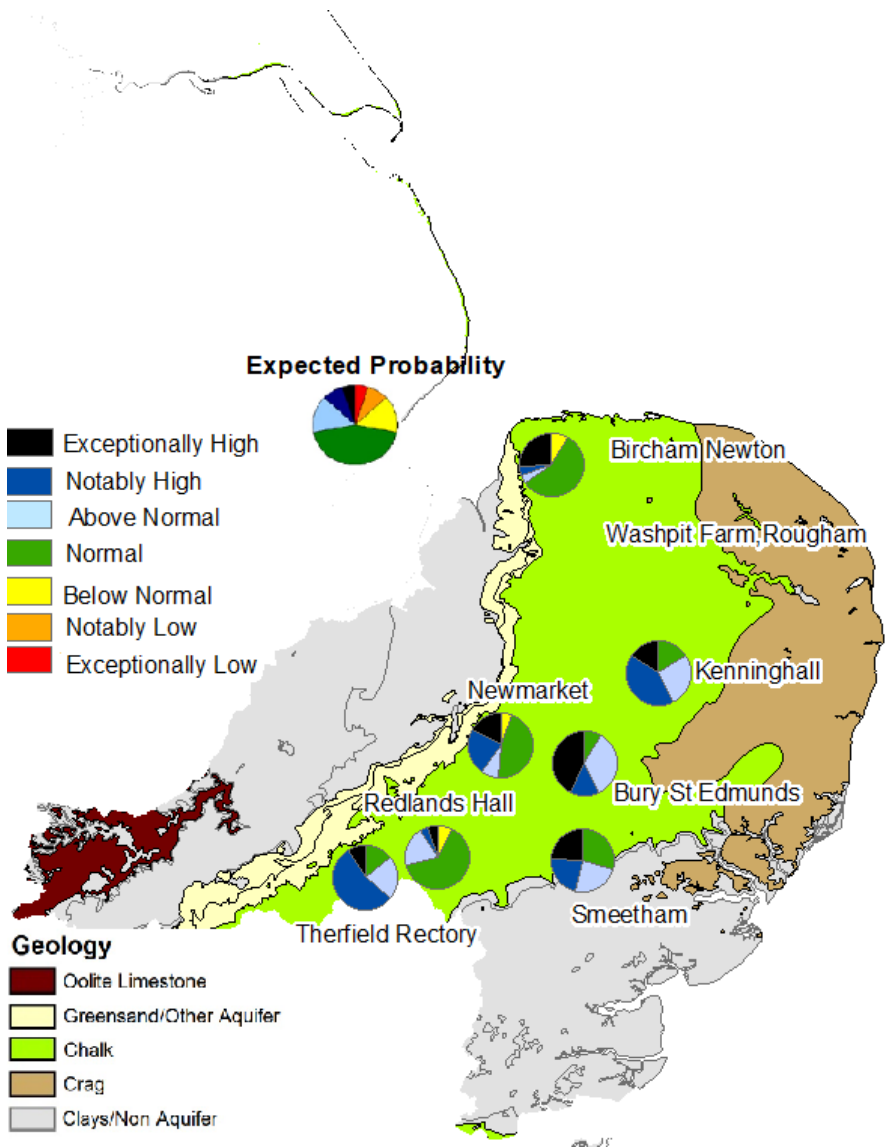 Expected Probability
Exceptionally High
Notably High
Above Normal
Normal
Below Normal
Notably Low
Exceptionally Low
Bircham Newton
Washpit Farm,Rougham
Kenninghall
Newmarket
Bury St Edmunds
Redlands Hall
Smeetham
Therfield Rectory
Geology
Oolite Limestone
Greensand/Other Aquifer
Chalk
Crag
Clays/Non Aquifer